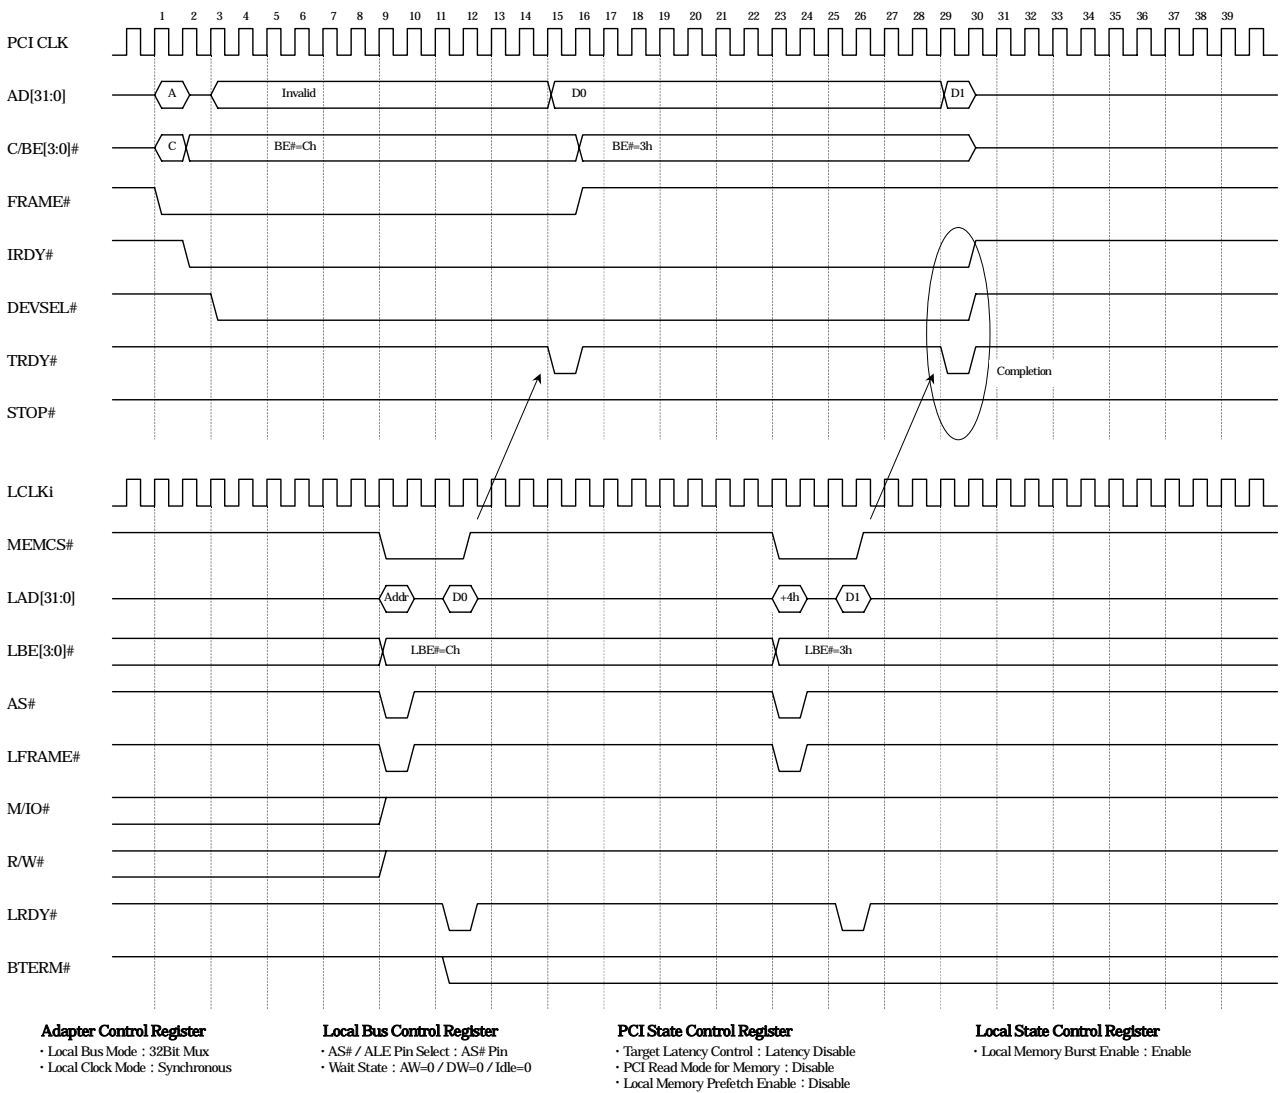 1 2 3 4 5 6 7 8 9 10 11 12 13 14 15 16 17 18 19 20 21 22 23 24 25 26 27 28 29 30 31 32 33 34 35 36 37 38 39
PCI CLK
AD[31:0] A Invalid D0 D1
C/BE[3:0]# C BE#=Ch BE#=3h
FRAME#
IRDY#
DEVSEL#
TRDY#
Completion
STOP#
LCLKi
MEMCS#
LAD[31:0] Addr D0 +4h D1
LBE[3:0]# LBE#=Ch LBE#=3h
AS#
LFRAME#
M/IO#
R/W#
LRDY#
BTERM#
Adapter Control Register
・Local Bus Mode : 32Bit Mux
・Local Clock Mode : Synchronous
Local Bus Control Register
・AS# / ALE Pin Select : AS# Pin
・Wait State : AW=0 / DW=0 / Idle=0
PCI State Control Register
・Target Latency Control : Latency Disable
・PCI Read Mode for Memory : Disable
・Local Memory Prefetch Enable : Disable
Local State Control Register
・Local Memory Burst Enable : Enable